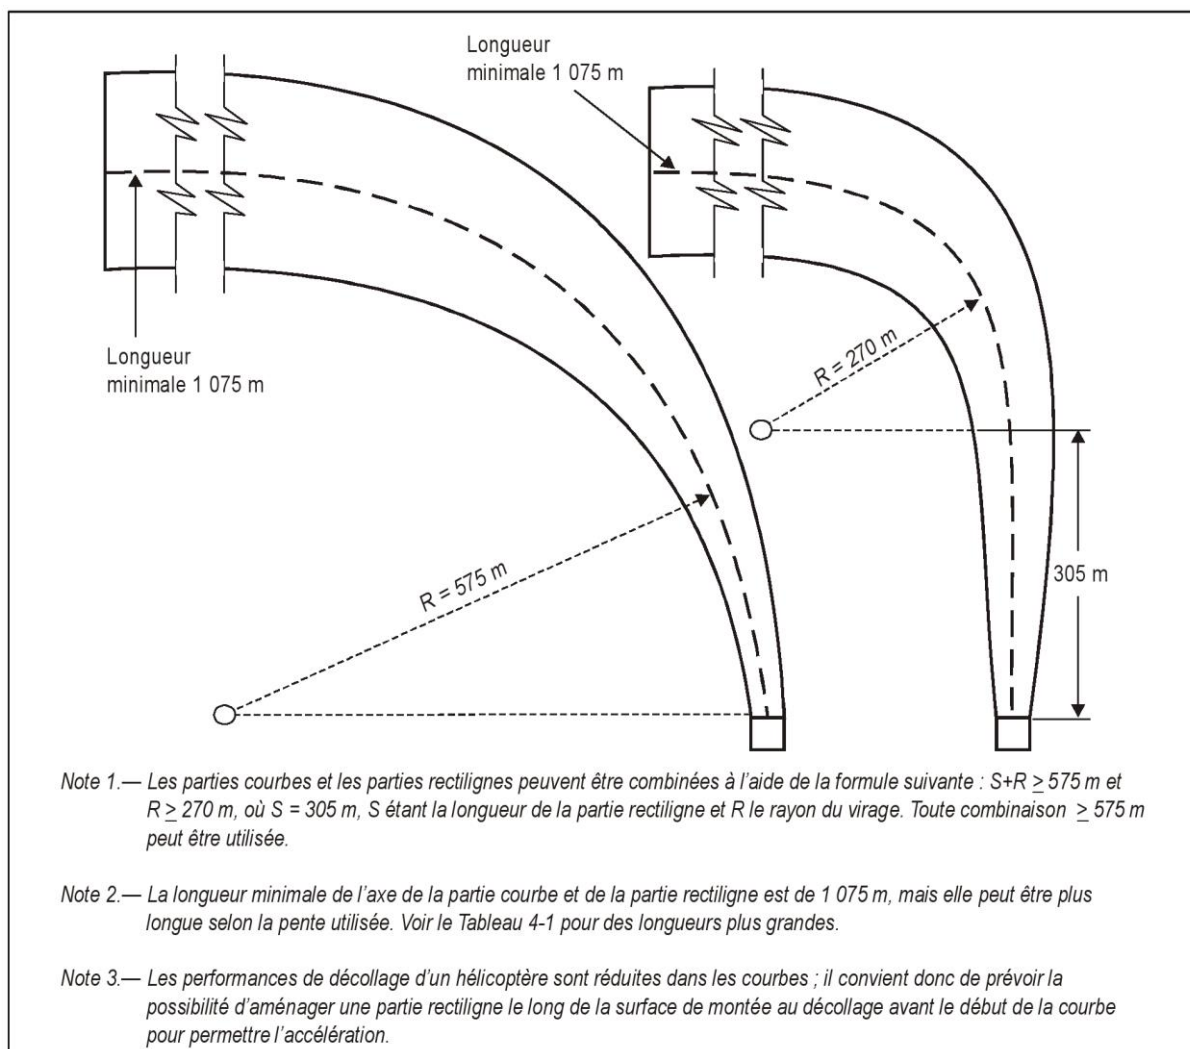 Longueur
minimale 1 075 m
Longueur
minimale 1 075 m
R = 270 m
R = 575 m
305 m
Note 1.— Les parties courbes et les parties rectilignes peuvent être combinées à l'aide de la formule suivante : S+R ≥ 575 m et
R ≥ 270 m, où S = 305 m, S étant la longueur de la partie rectiligne et R le rayon du virage. Toute combinaison ≥ 575 m
peut être utilisée.
Note 2.— La longueur minimale de l'axe de la partie courbe et de la partie rectiligne est de 1 075 m, mais elle peut être plus
longue selon la pente utilisée. Voir le Tableau 4-1 pour des longueurs plus grandes.
Note 3.— Les performances de décollage d'un hélicoptère sont réduites dans les courbes ; il convient donc de prévoir la
possibilité d'aménager une partie rectiligne le long de la surface de montée au décollage avant le début de la courbe
pour permettre l'accélération.